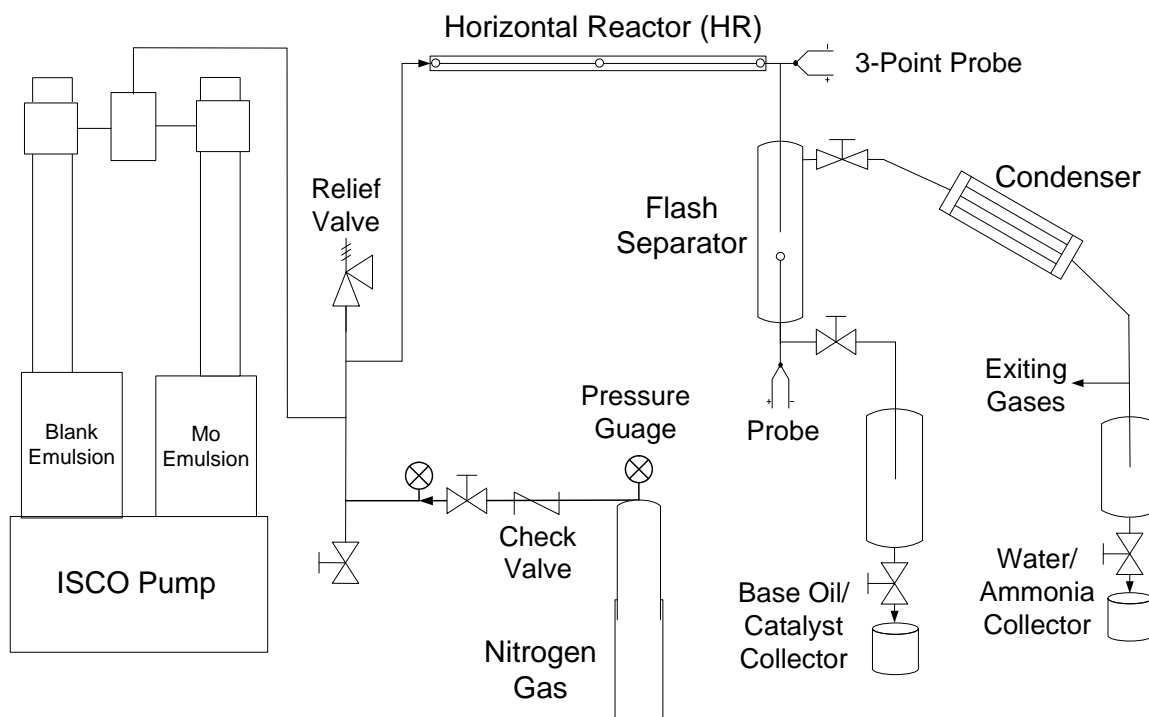 Horizontal Reactor (HR)
3-Point Probe
Relief
Valve
Flash
Separator
Condenser
Blank
Emulsion
Mo
Emulsion
ISCO Pump
Pressure
Guage
Probe
Exiting
Gases
Check
Valve
Nitrogen
Gas
Base Oil/
Catalyst
Collector
Water/
Ammonia
Collector